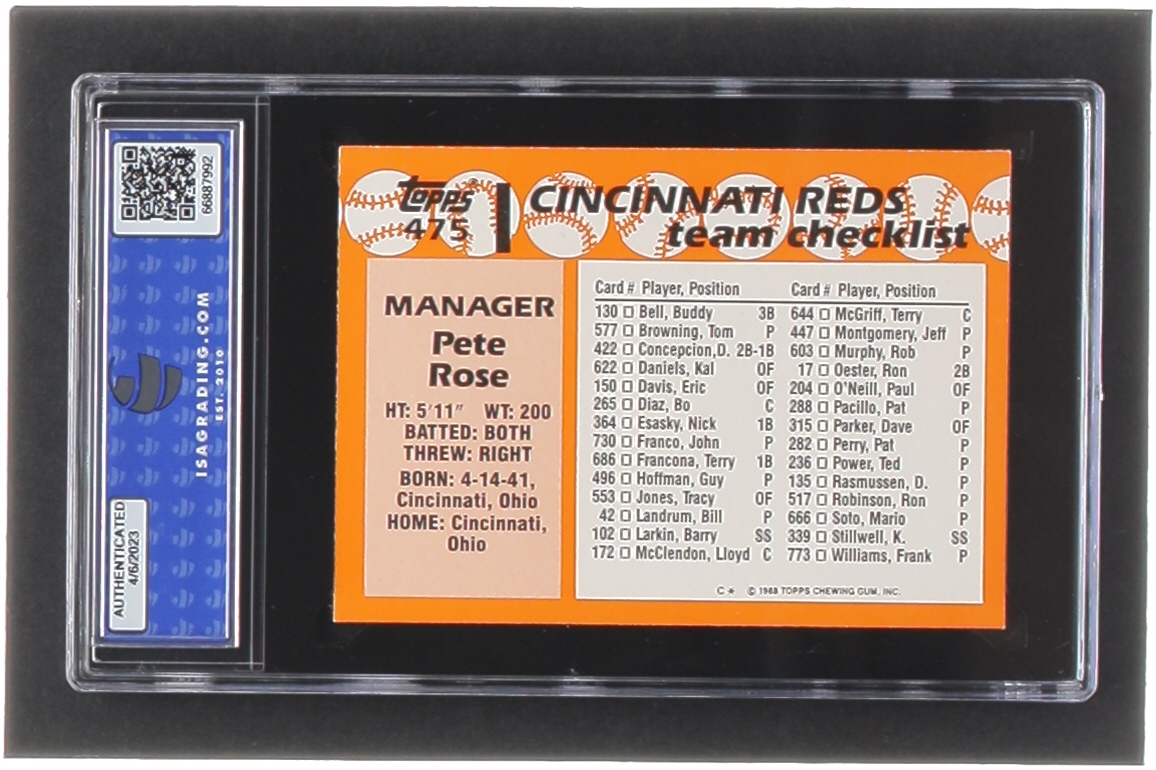 66887992
ISAGRADING.COM
EST. 2010
AUTHENTICATED
4/6/2023
Topps
475
CINCINNATI REDS
team checklist
MANAGER
Pete
Rose
HT: 5'11" WT: 200
BATTED: BOTH
THREW: RIGHT
BORN: 4-14-41,
Cincinnati, Ohio
HOME: Cincinnati,
Ohio
Card # Player, Position
130 Bell, Buddy 3B
577 Browning, Tom P
422 Concepcion,D. 2B-1B
622 Daniels, Kal OF
150 Davis, Eric OF
265 Diaz, Bo C
364 Esasky, Nick 1B
730 Franco, John P
686 Francona, Terry 1B
496 Hoffman, Guy P
553 Jones, Tracy OF
42 Landrum, Bill P
102 Larkin, Barry SS
172 McClendon, Lloyd C
Card # Player, Position
644 McGriff, Terry C
447 Montgomery, Jeff P
603 Murphy, Rob P
17 Oester, Ron 2B
204 O'Neill, Paul OF
288 Pacillo, Pat P
315 Parker, Dave OF
282 Perry, Pat P
236 Power, Ted P
135 Rasmussen, D. P
517 Robinson, Ron P
666 Soto, Mario P
339 Stillwell, K. SS
773 Williams, Frank P
C* © 1988 TOPPS CHEWING GUM, INC.